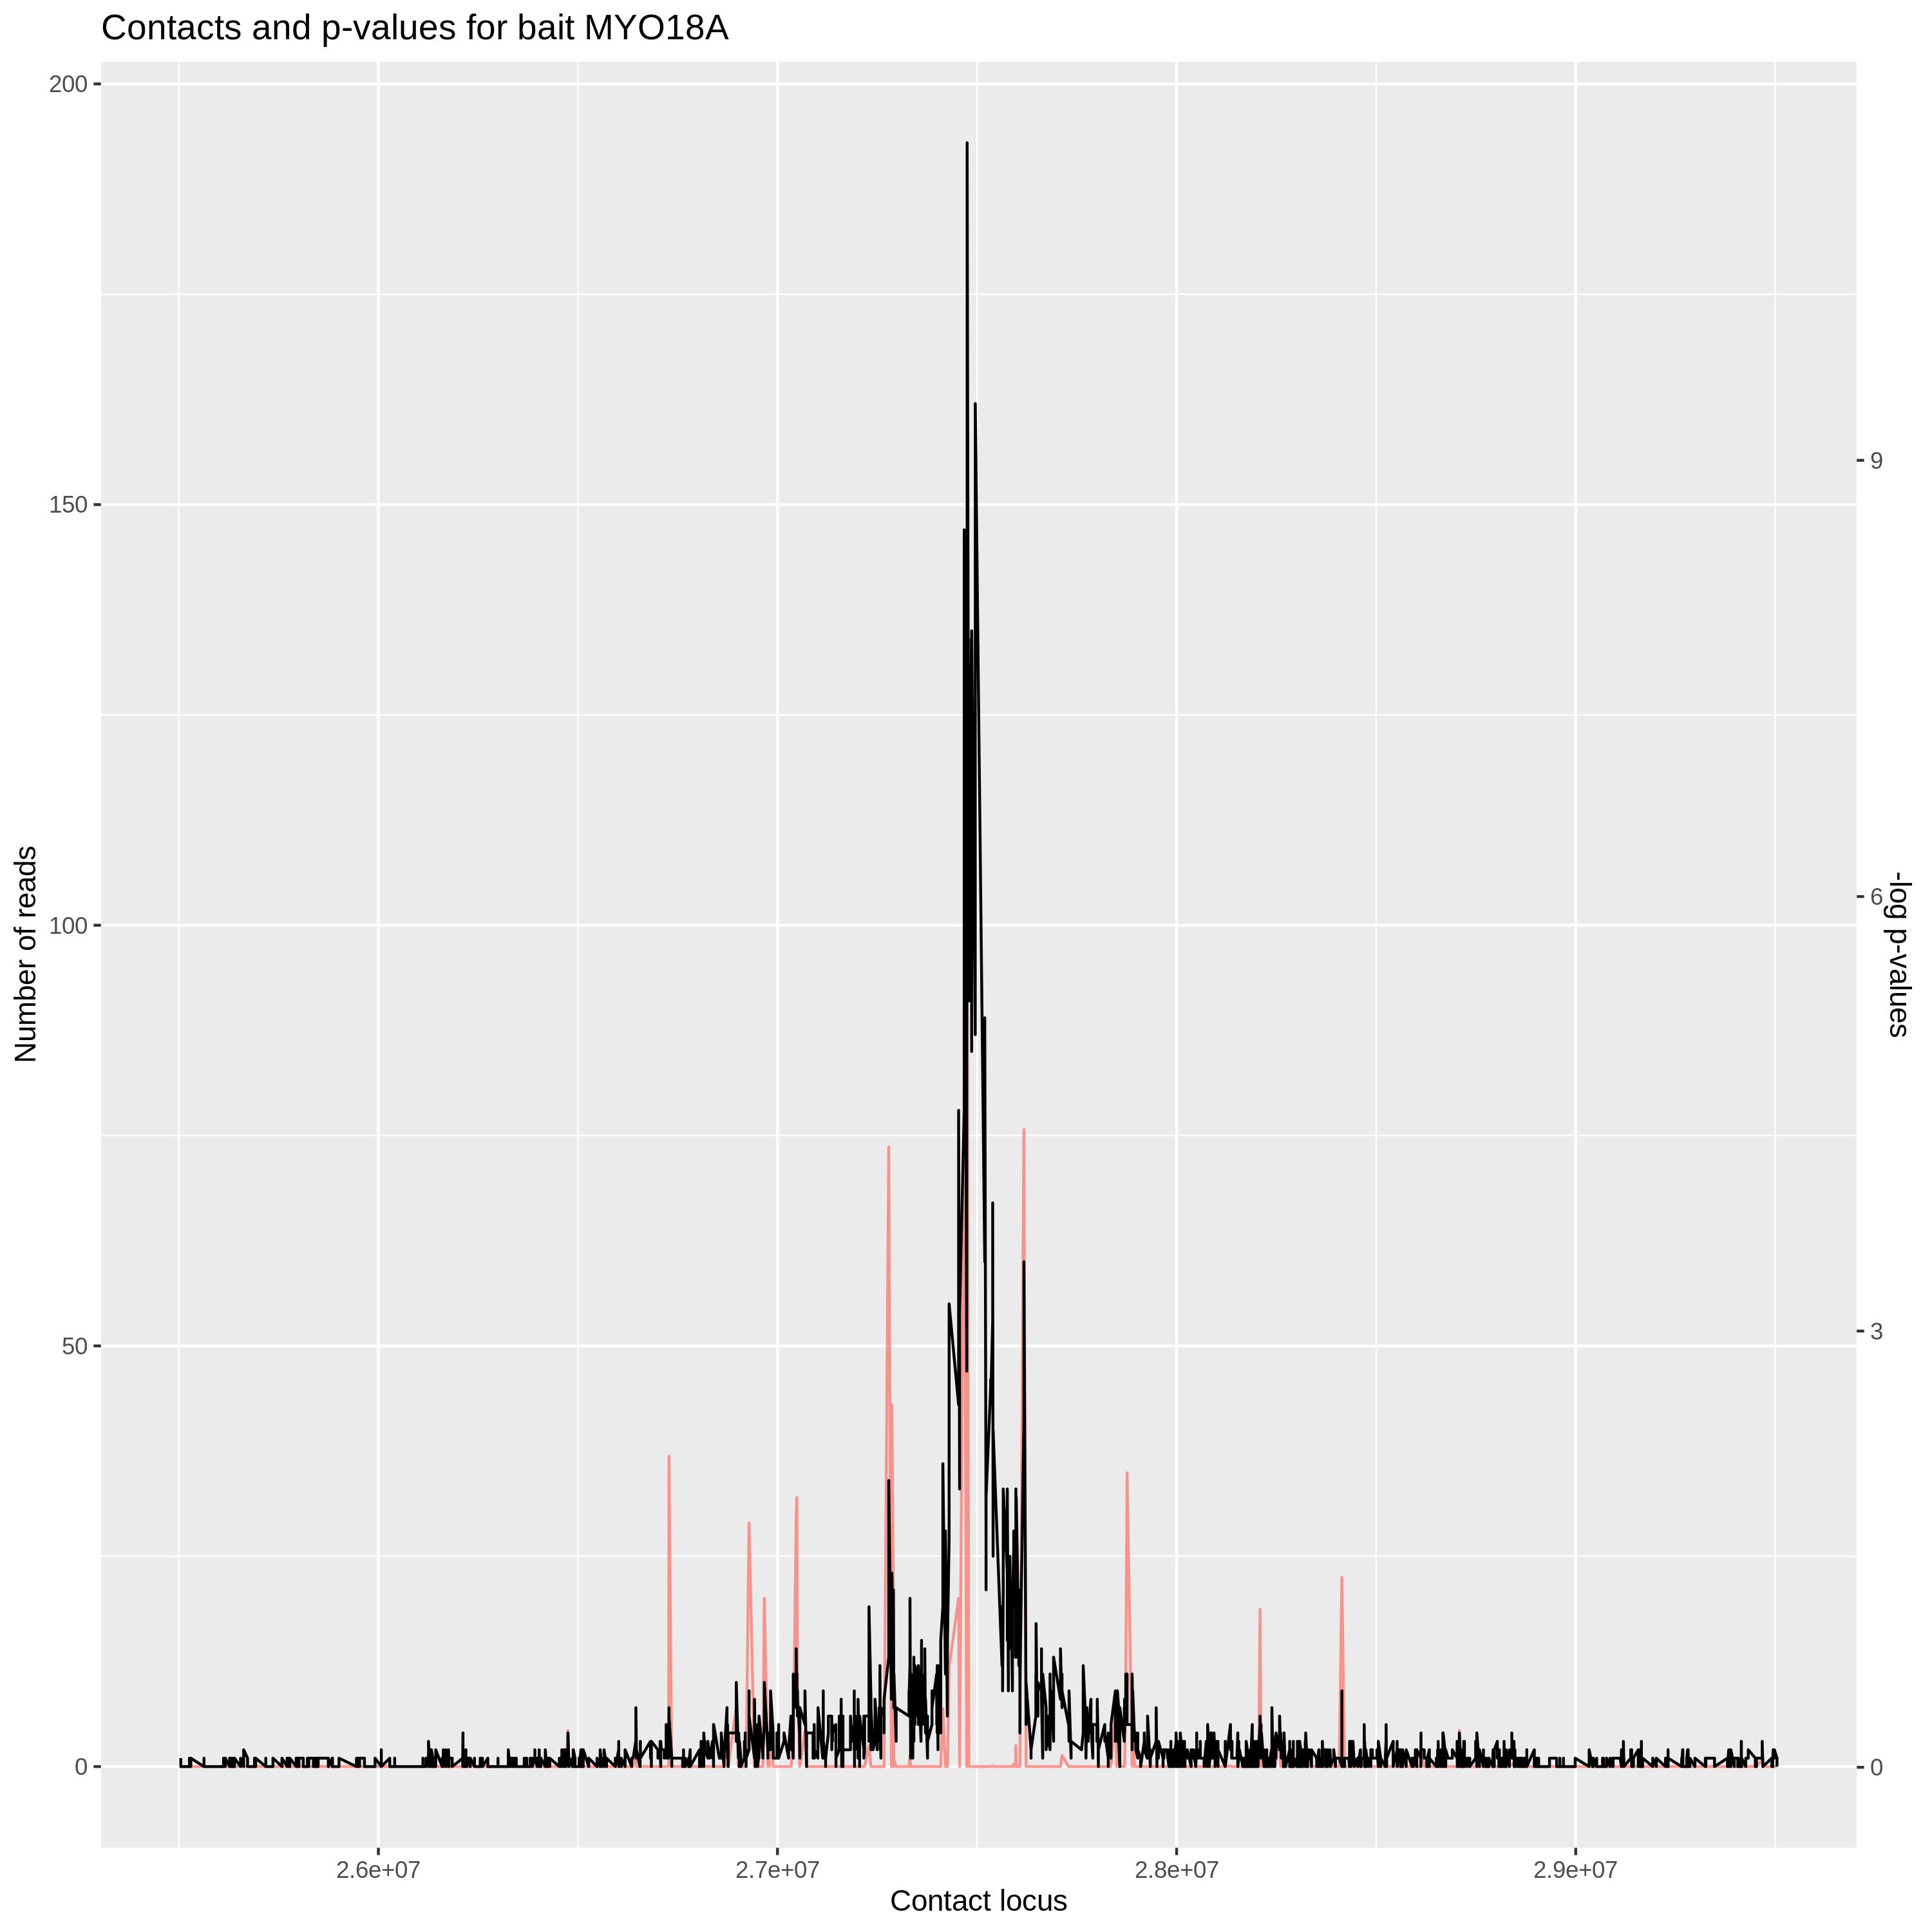 Contacts and p-values for bait MYO18A
200
150
100
50
0
Number of reads
9
6
3
0
-log p-values
2.6e+07
2.7e+07
2.8e+07
2.9e+07
Contact locus